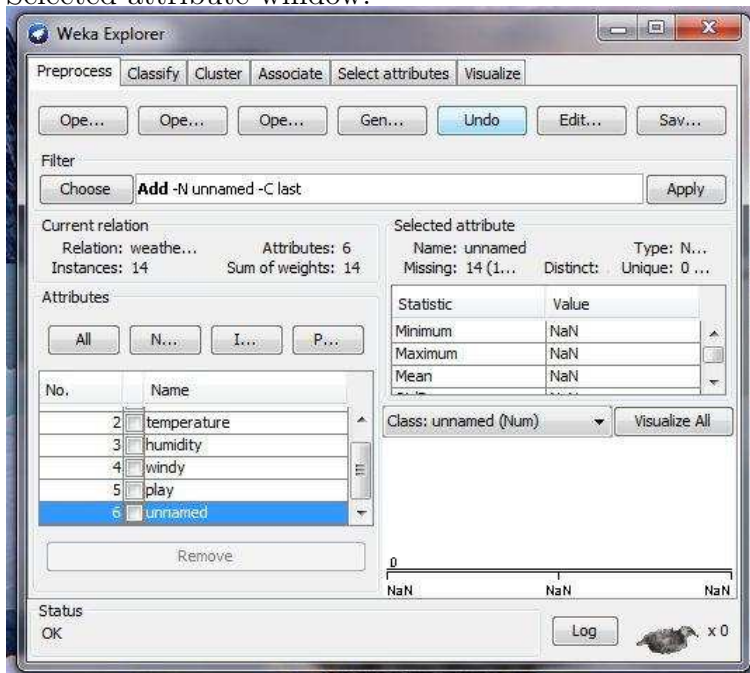 Selected attribute window.
Weka Explorer
Preprocess Classify Cluster Associate Select attributes Visualize
Ope... Ope... Ope... Gen... Undo Edit... Sav...
Filter
Choose Add -N unnamed -C last Apply
Current relation
Relation: weathe... Attributes: 6
Instances: 14 Sum of weights: 14
Selected attribute
Name: unnamed Type: N...
Missing: 14 (1... Distinct: Unique: 0 ...
Attributes
All N... I... P...
No. Name
2 temperature
3 humidity
4 windy
5 play
6 unnamed
Remove
Statistic Value
Minimum NaN
Maximum NaN
Mean NaN
Class: unnamed (Num) Visualize All
0
NaN NaN NaN
Status
OK
Log x 0